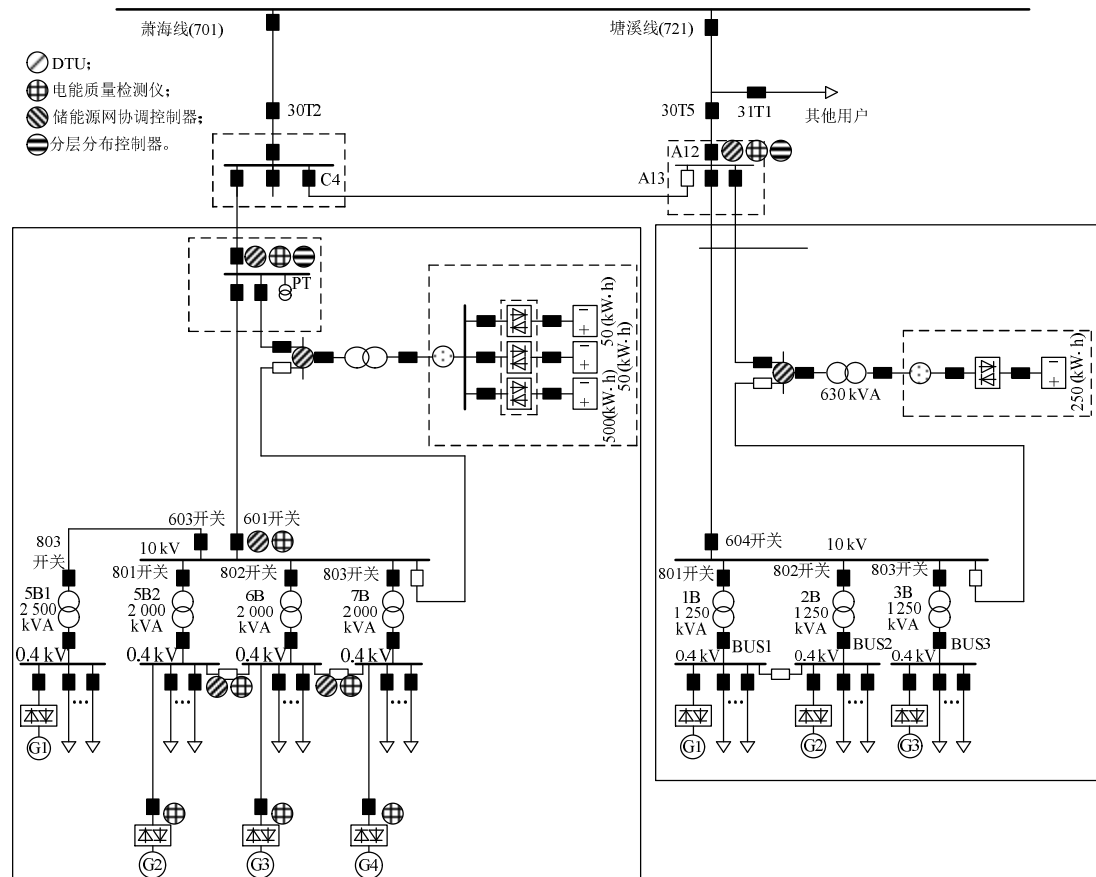 萧海线(701)
塘溪线(721)
DTU;
电能质量检测仪;
储能源网协调控制器;
分层分布控制器。
30T2
30T5
31T1
其他用户
A12
C4
A13
PT
50(kW·h)
50(kW·h)
500(kW·h)
630 kVA
250(kW·h)
603开关
601开关
803
开关
10 kV
801开关
802开关
803开关
604开关
10 kV
801开关
802开关
803开关
5B1
2 500
kVA
5B2
2 000
kVA
6B
2 000
kVA
7B
2 000
kVA
1B
1 250
kVA
2B
1 250
kVA
3B
1 250
kVA
BUS1
BUS2
BUS3
0.4 kV
0.4 kV
0.4 kV
0.4 kV
0.4 kV
0.4 kV
0.4 kV
...
...
...
...
...
...
...
G1
G1
G2
G3
G2
G3
G4